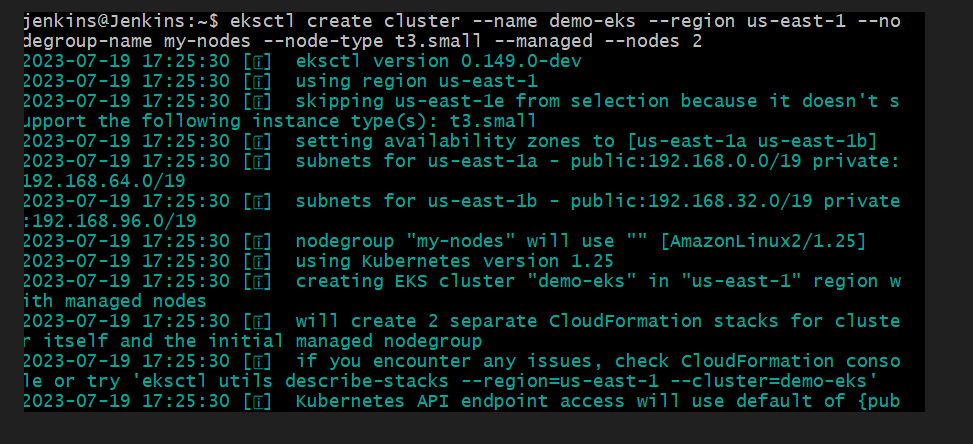 jenkins@Jenkins:~$ eksctl create cluster --name demo-eks --region us-east-1 --no
degroup-name my-nodes --node-type t3.small --managed --nodes 2
2023-07-19 17:25:30 [ℹ]  eksctl version 0.149.0-dev
2023-07-19 17:25:30 [ℹ]  using region us-east-1
2023-07-19 17:25:30 [ℹ]  skipping us-east-1e from selection because it doesn't s
upport the following instance type(s): t3.small
2023-07-19 17:25:30 [ℹ]  setting availability zones to [us-east-1a us-east-1b]
2023-07-19 17:25:30 [ℹ]  subnets for us-east-1a - public:192.168.0.0/19 private:
192.168.64.0/19
2023-07-19 17:25:30 [ℹ]  subnets for us-east-1b - public:192.168.32.0/19 private
:192.168.96.0/19
2023-07-19 17:25:30 [ℹ]  nodegroup "my-nodes" will use "" [AmazonLinux2/1.25]
2023-07-19 17:25:30 [ℹ]  using Kubernetes version 1.25
2023-07-19 17:25:30 [ℹ]  creating EKS cluster "demo-eks" in "us-east-1" region w
ith managed nodes
2023-07-19 17:25:30 [ℹ]  will create 2 separate CloudFormation stacks for cluste
r itself and the initial managed nodegroup
2023-07-19 17:25:30 [ℹ]  if you encounter any issues, check CloudFormation conso
le or try 'eksctl utils describe-stacks --region=us-east-1 --cluster=demo-eks'
2023-07-19 17:25:30 [ℹ]  Kubernetes API endpoint access will use default of {pub